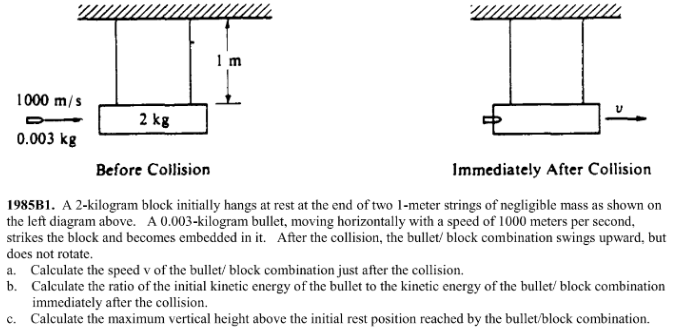 1 m
1000 m/s
0.003 kg
2 kg
v
Before Collision
Immediately After Collision
1985B1. A 2-kilogram block initially hangs at rest at the end of two 1-meter strings of negligible mass as shown on
the left diagram above. A 0.003-kilogram bullet, moving horizontally with a speed of 1000 meters per second,
strikes the block and becomes embedded in it. After the collision, the bullet/ block combination swings upward, but
does not rotate.
a. Calculate the speed v of the bullet/ block combination just after the collision.
b. Calculate the ratio of the initial kinetic energy of the bullet to the kinetic energy of the bullet/ block combination
immediately after the collision.
c. Calculate the maximum vertical height above the initial rest position reached by the bullet/block combination.